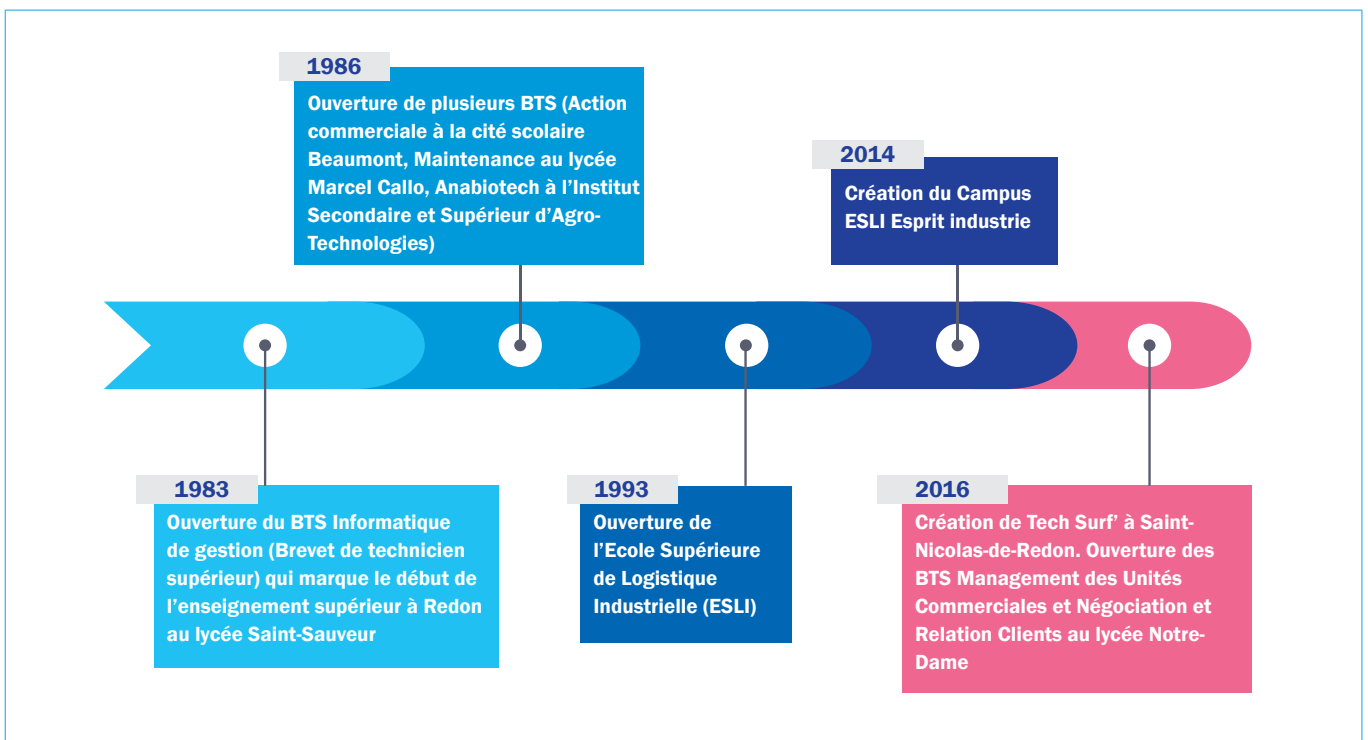 1986
Ouverture de plusieurs BTS (Action
commerciale à la cité scolaire
Beaumont, Maintenance au lycée
Marcel Callo, Anabiotech à l’Institut
Secondaire et Supérieur d’Agro-
Technologies)
2014
Création du Campus
ESLI Esprit industrie
1983
Ouverture du BTS Informatique
de gestion (Brevet de technicien
supérieur) qui marque le début de
l’enseignement supérieur à Redon
au lycée Saint-Sauveur
1993
Ouverture de
l’Ecole Supérieure
de Logistique
Industrielle (ESLI)
2016
Création de Tech Surf’ à Saint-
Nicolas-de-Redon. Ouverture des
BTS Management des Unités
Commerciales et Négociation et
Relation Clients au lycée Notre-
Dame